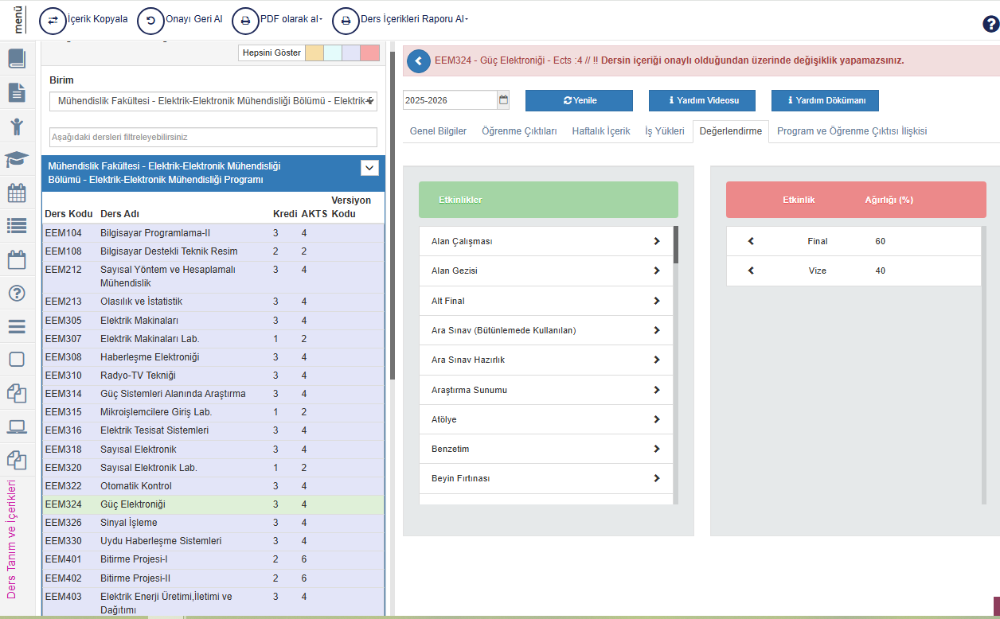 menü
İçerik Kopyala
Onayı Geri Al
PDF olarak al
Ders İçerikleri Raporu Al
Hepsini Göster
Birim
Mühendislik Fakültesi - Elektrik-Elektronik Mühendisliği Bölümü - Elektrik-E
Aşağıdaki dersleri filtreleyebilirsiniz
Mühendislik Fakültesi - Elektrik-Elektronik Mühendisliği
Bölümü - Elektrik-Elektronik Mühendisliği Programı
Ders Kodu Ders Adı Kredi AKTS Versiyon Kodu
EEM104 Bilgisayar Programlama-II 3 4
EEM108 Bilgisayar Destekli Teknik Resim 2 2
EEM212 Sayısal Yöntem ve Hesaplamalı 3 4
Mühendislik
EEM213 Olasılık ve İstatistik 3 4
EEM305 Elektrik Makinaları 3 4
EEM307 Elektrik Makinaları Lab. 1 2
EEM308 Haberleşme Elektroniği 3 4
EEM310 Radyo-TV Tekniği 3 4
EEM314 Güç Sistemleri Alanında Araştırma 3 4
EEM315 Mikroişlemcilere Giriş Lab. 1 2
EEM316 Elektrik Tesisat Sistemleri 3 4
EEM318 Sayısal Elektronik 3 4
EEM320 Sayısal Elektronik Lab. 1 2
EEM322 Otomatik Kontrol 3 4
EEM324 Güç Elektroniği 3 4
EEM326 Sinyal İşleme 3 4
EEM330 Uydu Haberleşme Sistemleri 3 4
EEM401 Bitirme Projesi-I 2 6
EEM402 Bitirme Projesi-II 2 6
EEM403 Elektrik Enerji Üretimi,İletimi ve 3 4
Dağıtımı
Ders Tanım ve İçerikleri
EEM324 - Güç Elektroniği - Ects :4 // !! Dersin içeriği onaylı olduğundan üzerinde değişiklik yapamazsınız.
2025-2026
Yenile
Yardım Videosu
Yardım Dökümanı
Genel Bilgiler
Öğrenme Çıktıları
Haftalık İçerik
İş Yükleri
Değerlendirme
Program ve Öğrenme Çıktısı İlişkisi
Etkinlikler
Alan Çalışması
Alan Gezisi
Alt Final
Ara Sınav (Bütünlemede Kullanılan)
Ara Sınav Hazırlık
Araştırma Sunumu
Atölye
Benzetim
Beyin Fırtınası
Etkinlik Ağırlığı (%)
Final 60
Vize 40